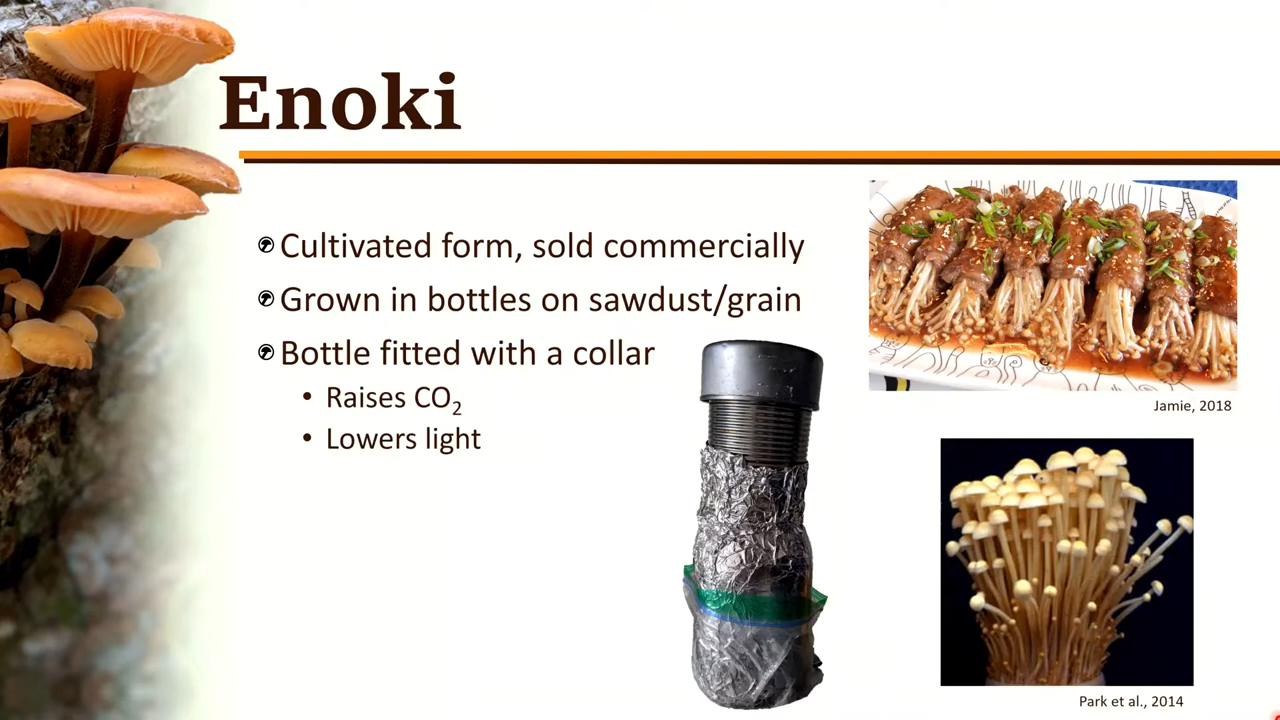 Enoki
Cultivated form, sold commercially
Grown in bottles on sawdust/grain
Bottle fitted with a collar
• Raises CO₂
• Lowers light
Jamie, 2018
Park et al., 2014